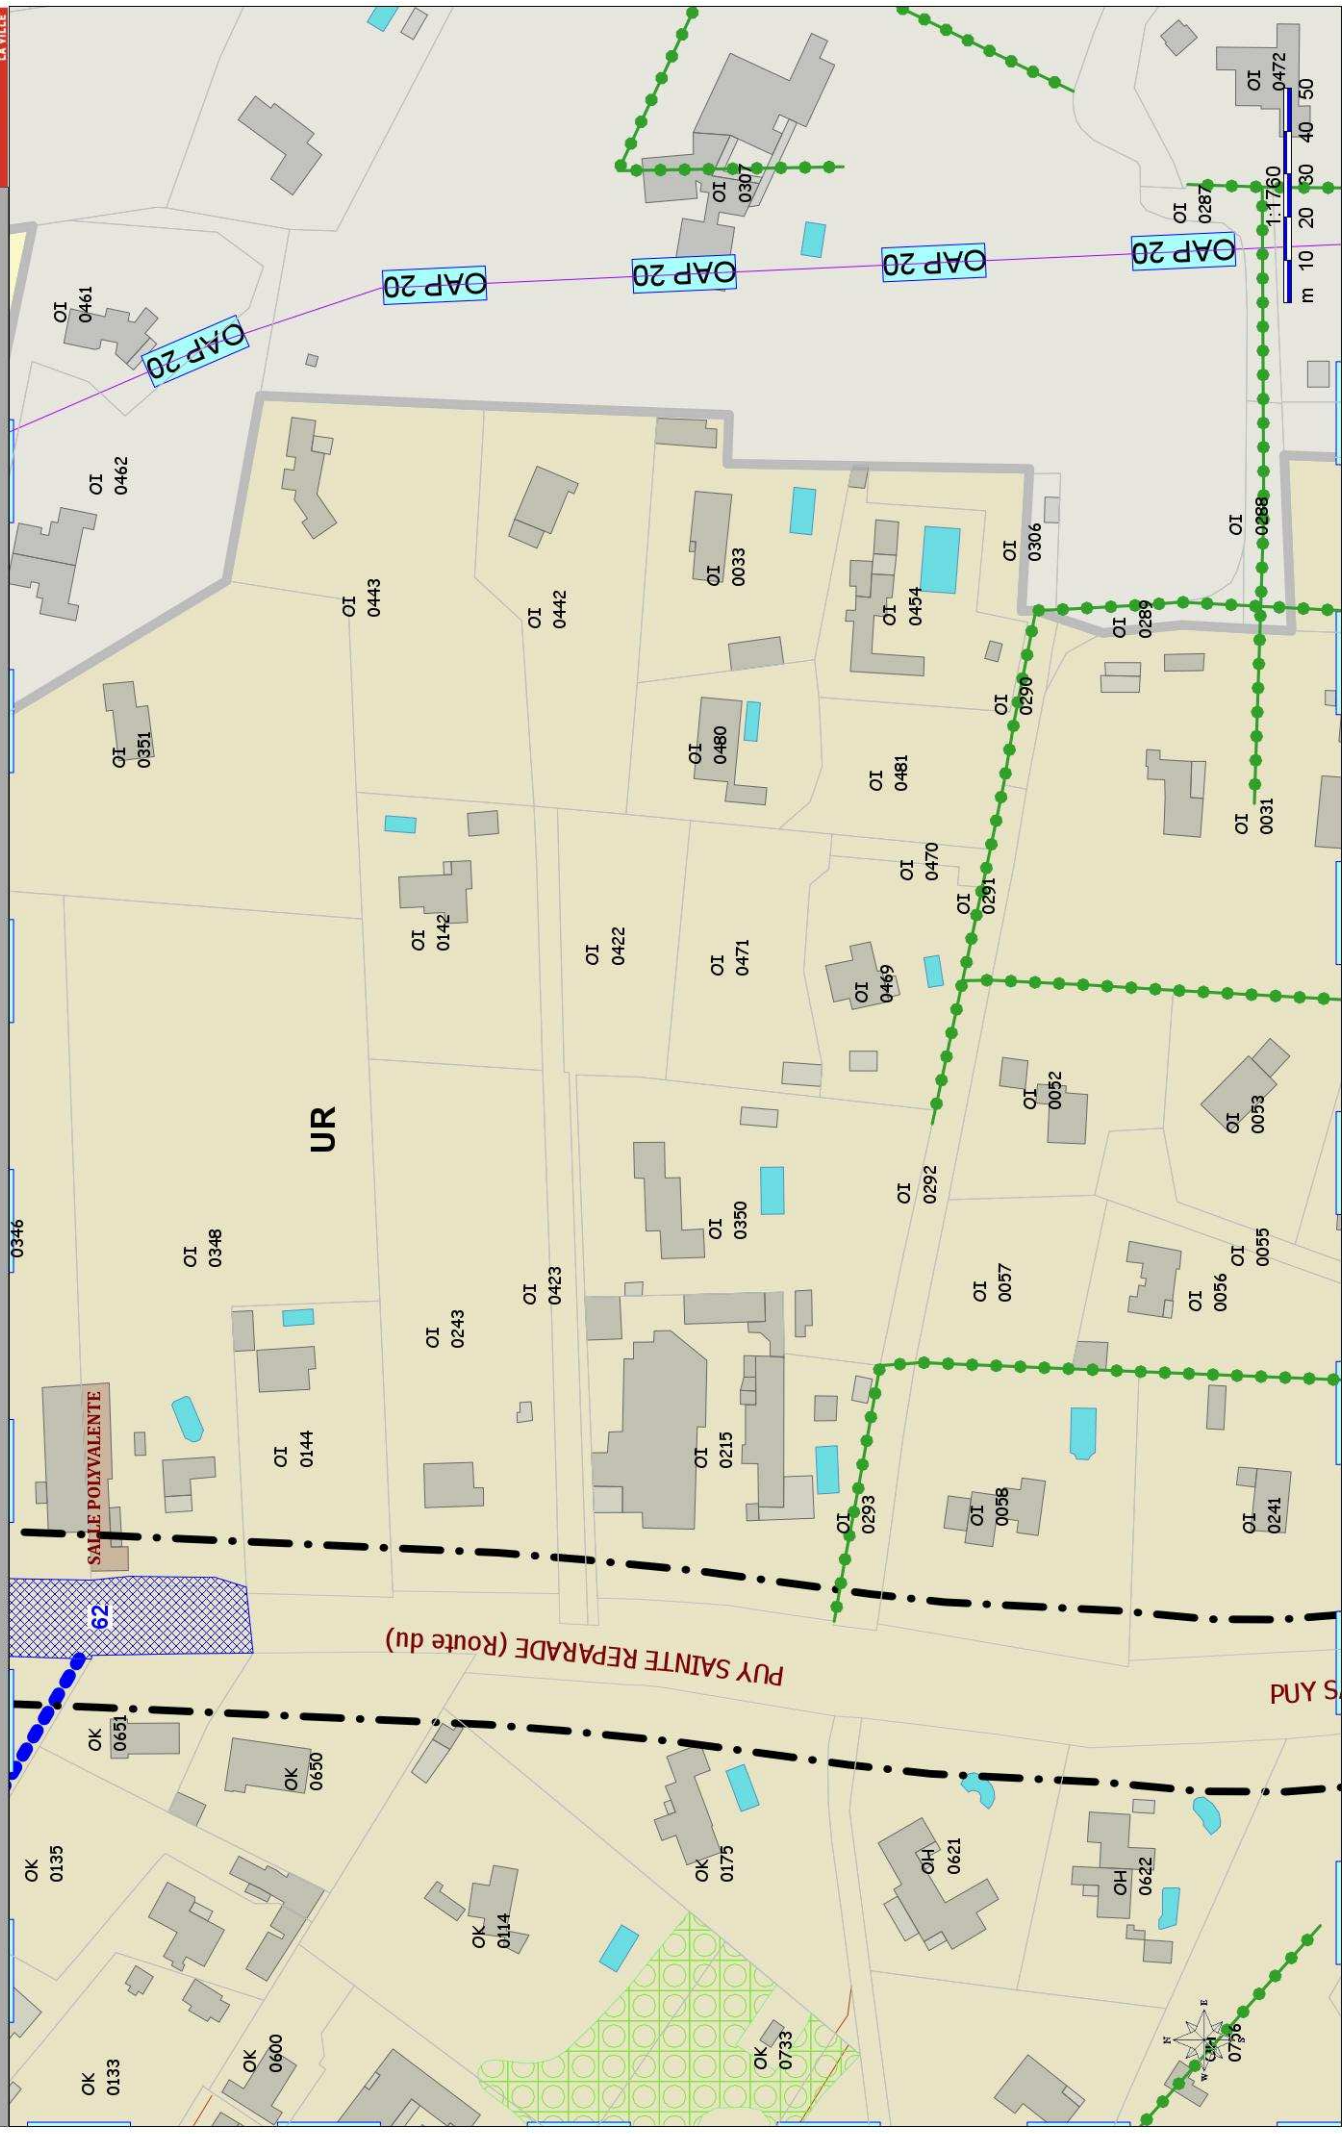 LA VILLE
OI
0472
OI
0307
OI
0287
1:1760
m 10 20 30 40 50
OAP 20
OAP 20
OAP 20
OAP 20
OAP 20
OI
0461
OI
0462
OI
0443
OI
0442
OI
0033
OI
0454
OI
0306
OI
0288
OI
0289
OI
0290
OI
0351
OI
0480
OI
0481
OI
0031
OI
0470
OI
0291
OI
0142
OI
0422
OI
0471
OI
0469
UR
OI
0052
OI
0053
OI
0292
0346
OI
0348
OI
0350
OI
0055
OI
0056
OI
0057
OI
0423
OI
0243
SALLE POLYVALENTE
OI
0144
OI
0215
OI
0293
OI
0058
OI
0241
62
PUY SAINTE REPARADE (Route du)
PUY S
OK
0651
OK
0650
OK
0135
OK
0175
OH
0621
OH
0622
OK
0114
OK
0133
OK
0600
OK
0733
N
E
W